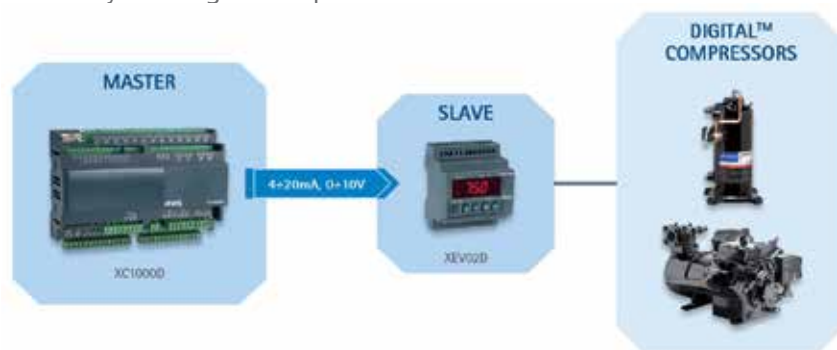 MASTER
SLAVE
DIGITAL™
COMPRESSORS
4÷20mA, 0÷10V
XC1000D
XEV02D